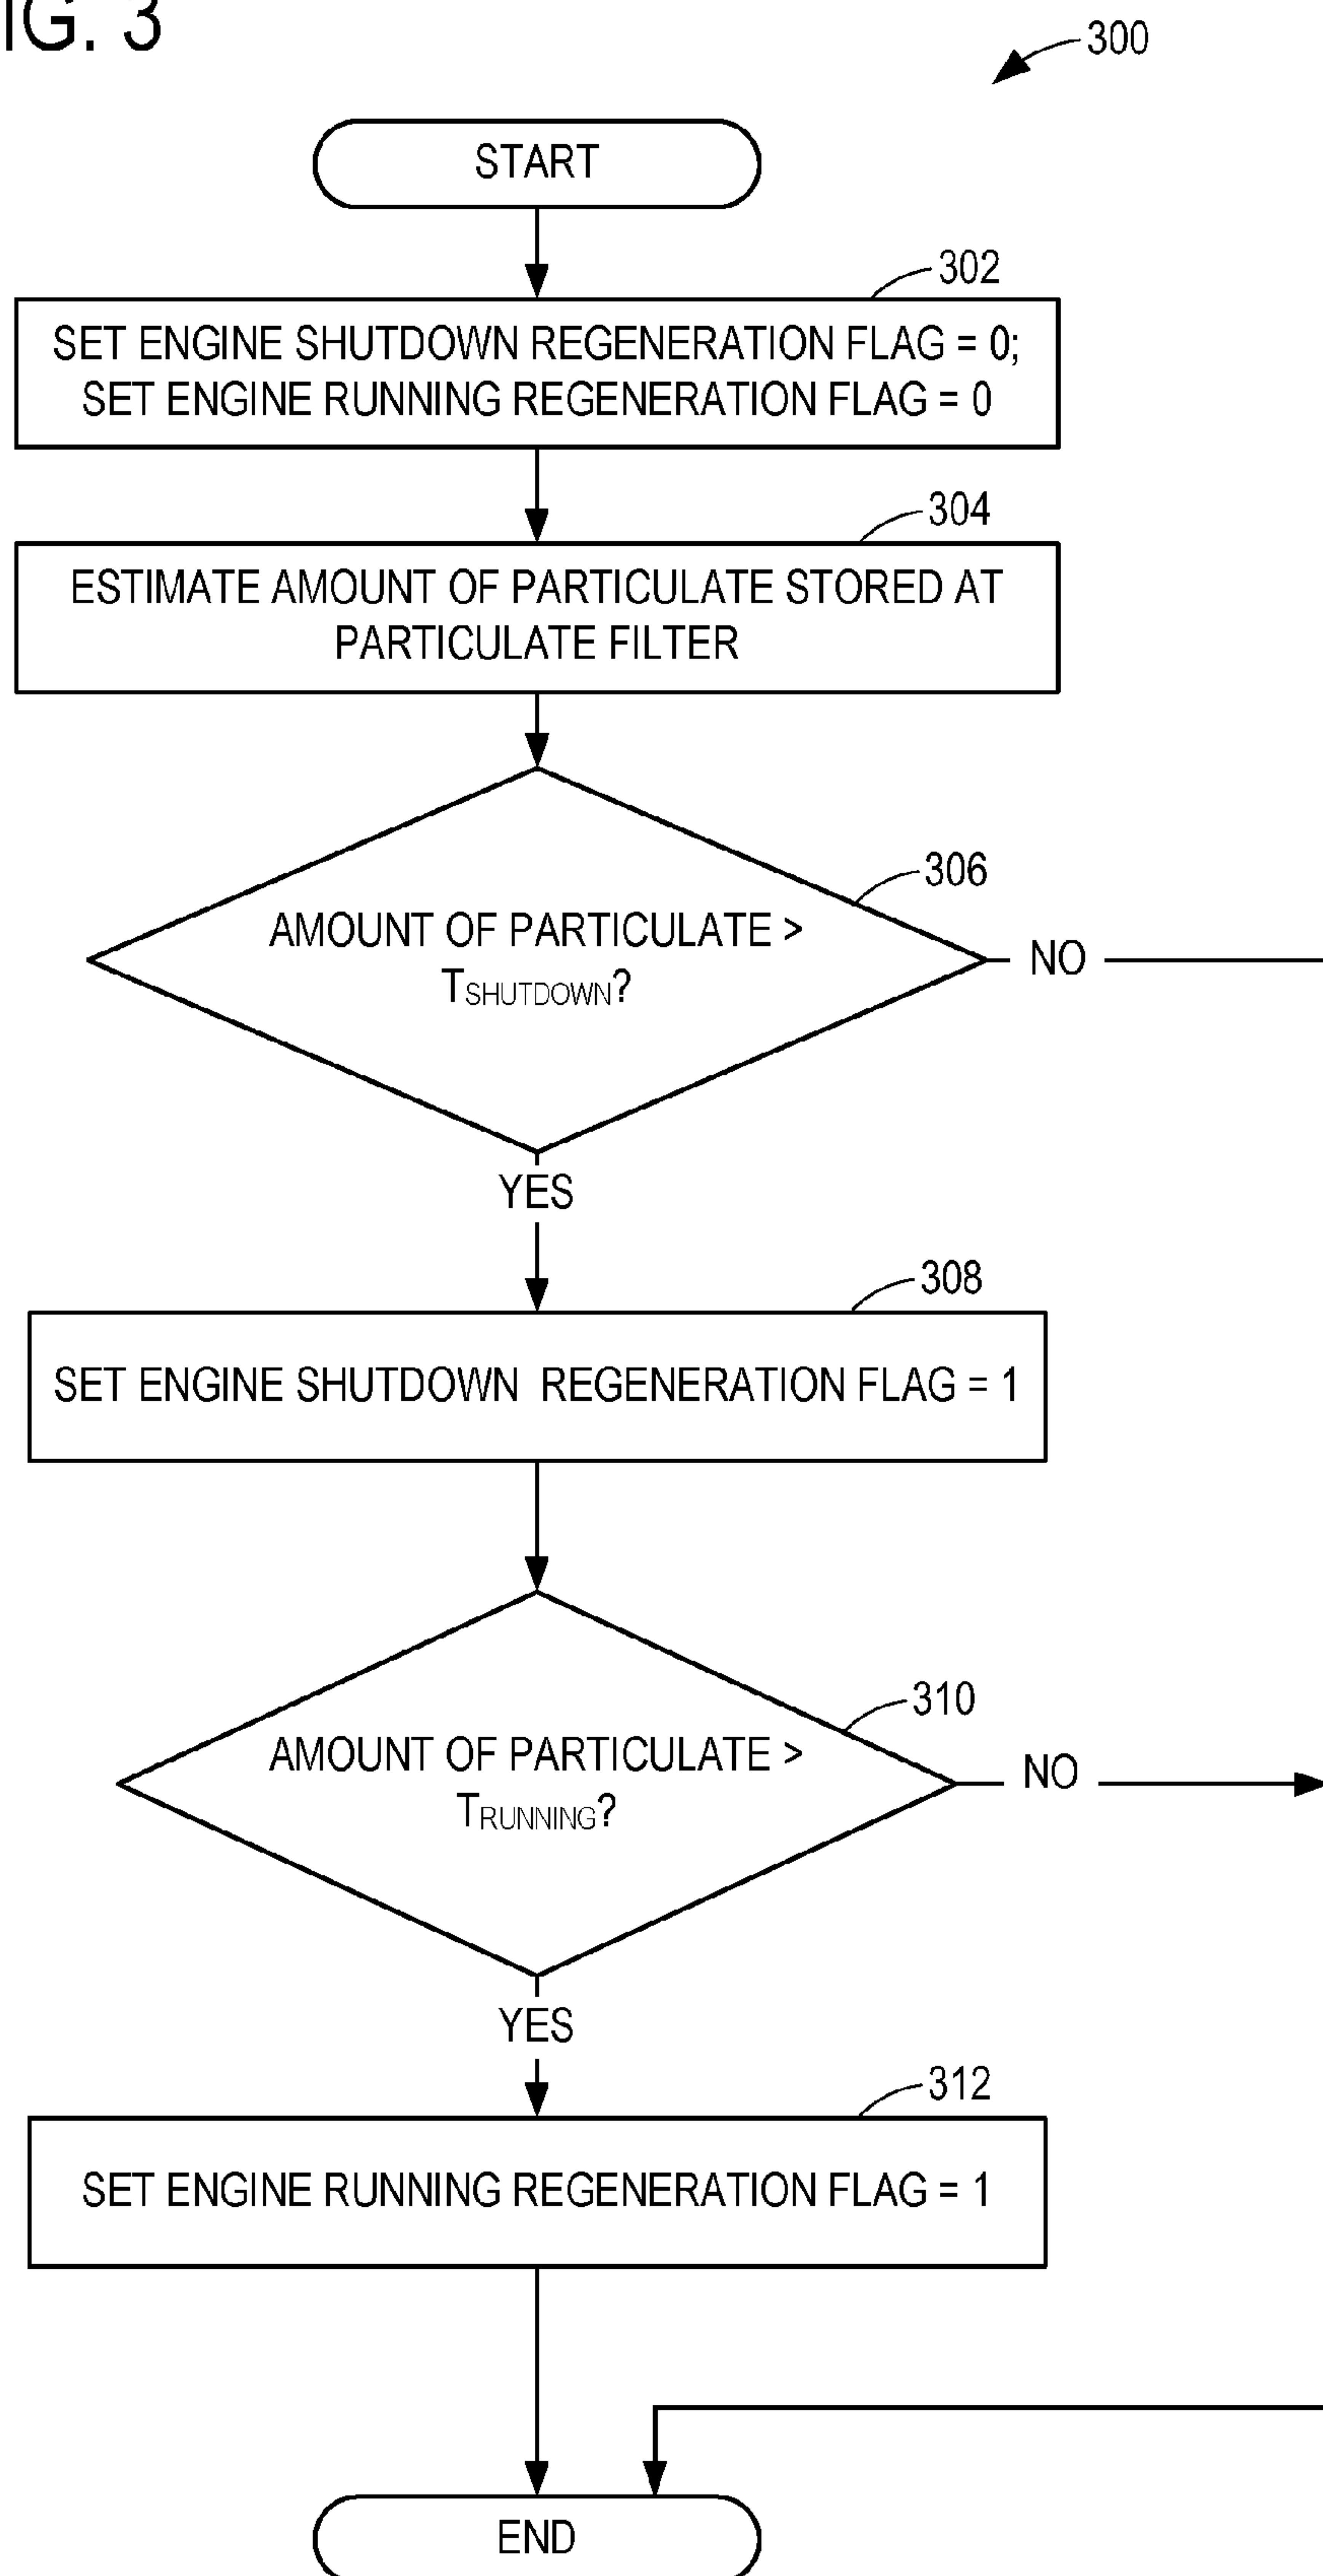 IG. 3
300
START
302
SET ENGINE SHUTDOWN REGENERATION FLAG = 0;
SET ENGINE RUNNING REGENERATION FLAG = 0
304
ESTIMATE AMOUNT OF PARTICULATE STORED AT
PARTICULATE FILTER
306
AMOUNT OF PARTICULATE >
TSHUTDOWN?
NO
YES
308
SET ENGINE SHUTDOWN REGENERATION FLAG = 1
310
AMOUNT OF PARTICULATE >
TRUNNING?
NO
YES
312
SET ENGINE RUNNING REGENERATION FLAG = 1
END